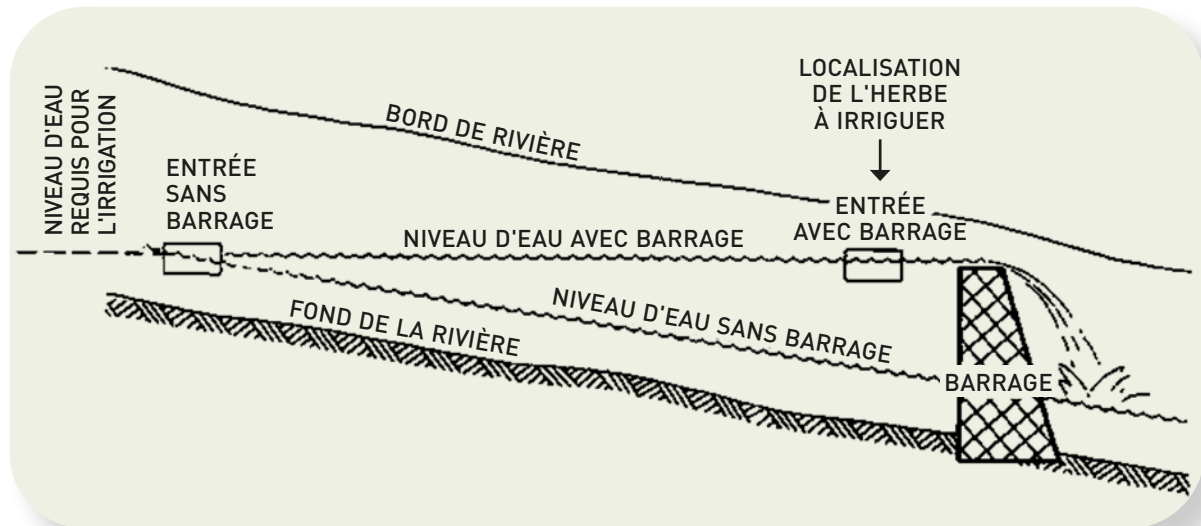 NIVEAU D'EAU
REQUIS POUR
L'IRRIGATION
ENTRÉE
SANS
BARRAGE
BORD DE RIVIÈRE
LOCALISATION
DE L'HERBE
À IRRIGUER
ENTRÉE
AVEC BARRAGE
NIVEAU D'EAU AVEC BARRAGE
NIVEAU D'EAU SANS BARRAGE
FOND DE LA RIVIÈRE
BARRAGE